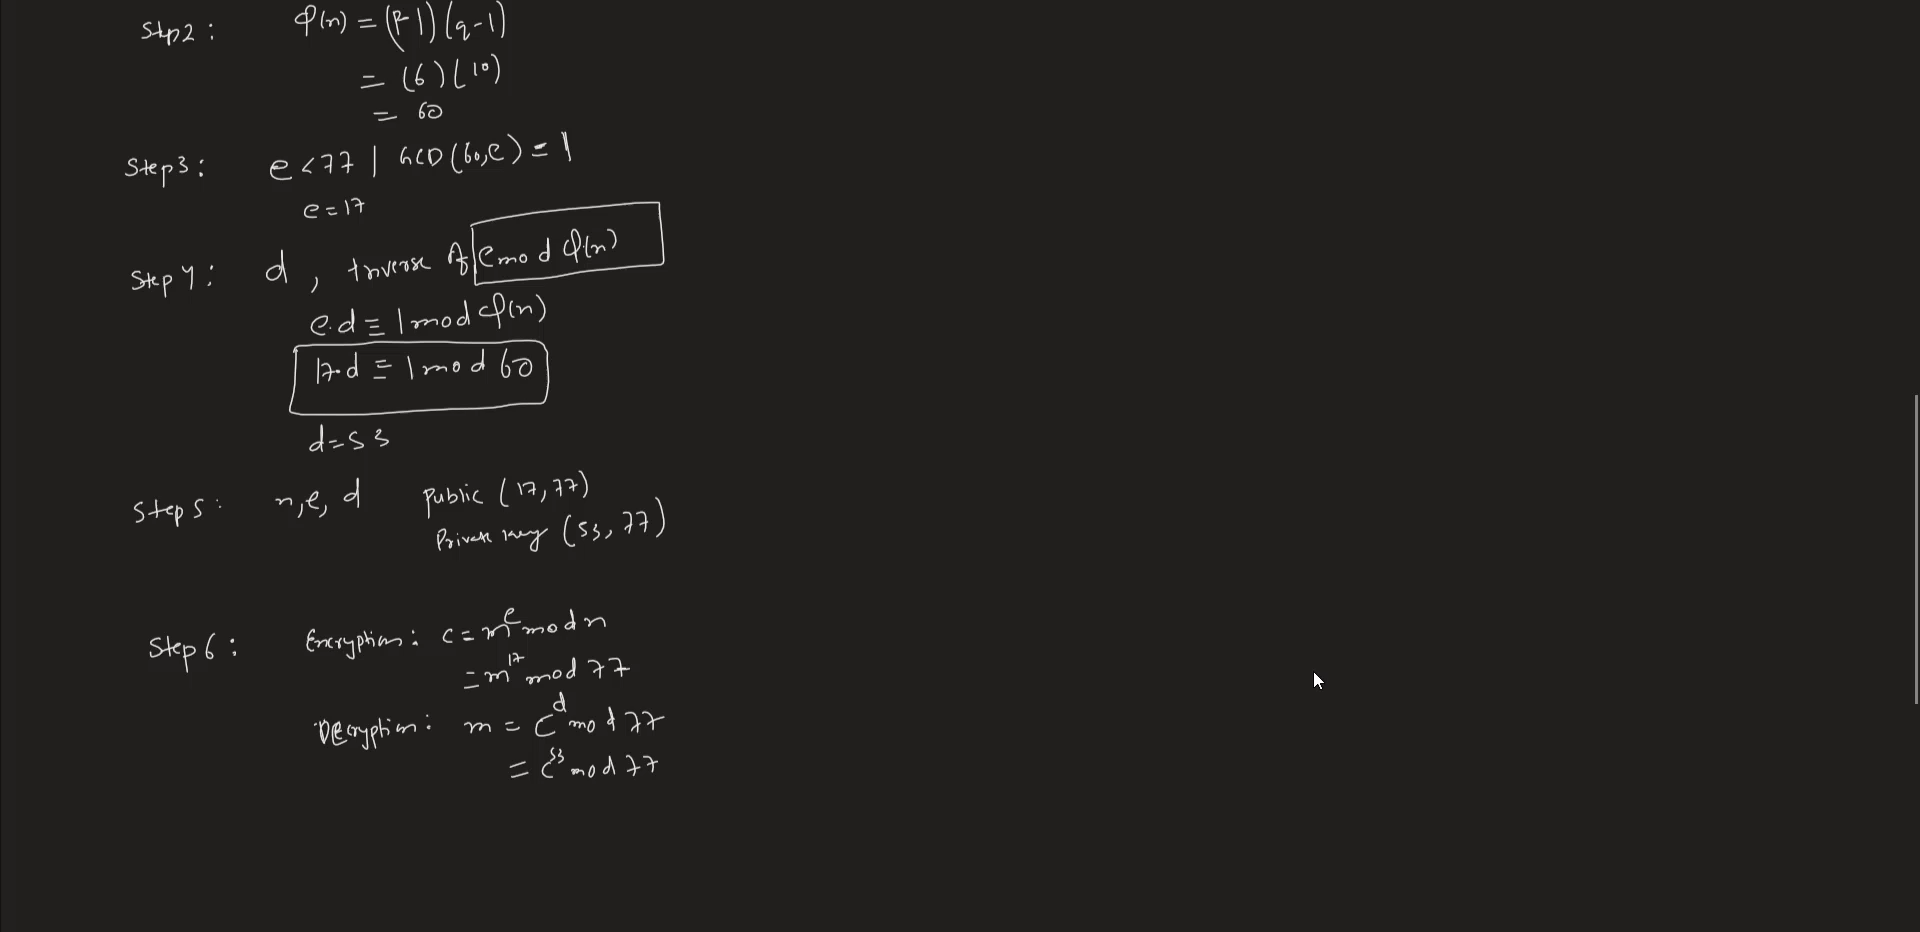 Step2: φ(n) = (p-1)(q-1)
= (6)(10)
= 60
Step3: e < 77 | GCD(60,e) = 1
e = 17
Step 4: d , Inverse of e mod φ(n)
e.d ≡ 1 mod φ(n)
17.d ≡ 1 mod 60
d = 53
Step 5: n, e, d Public (17, 77)
Private key (53, 77)
Step 6: Encryption: c = m^e mod n
= m^17 mod 77
Decryption: m = c^d mod 77
= c^53 mod 77